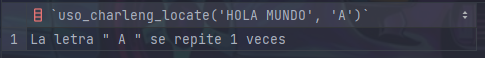 `uso_charleng_locate('HOLA MUNDO', 'A')`
1 La letra " A " se repite 1 veces